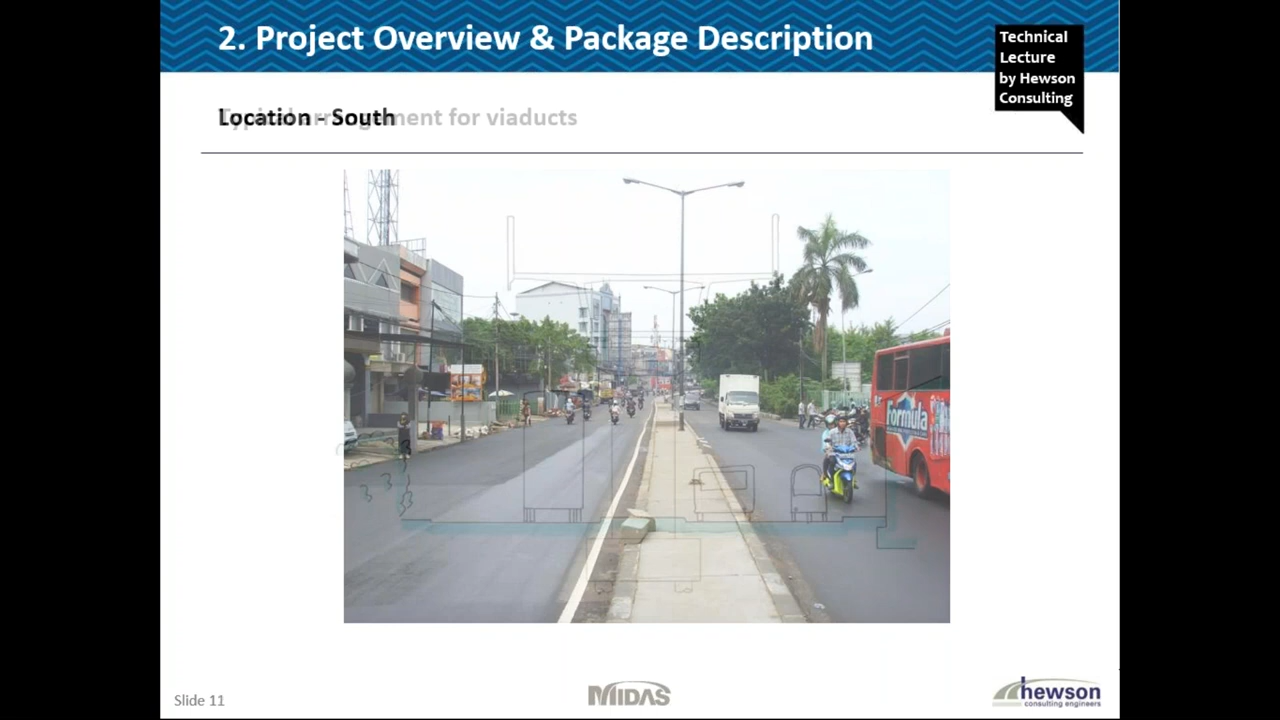 2. Project Overview & Package Description
Technical
Lecture
by Hewson
Consulting
Location - South
Typical arrangement for viaducts
Formula
Slide 11
MIDAS
hewson
consulting engineers